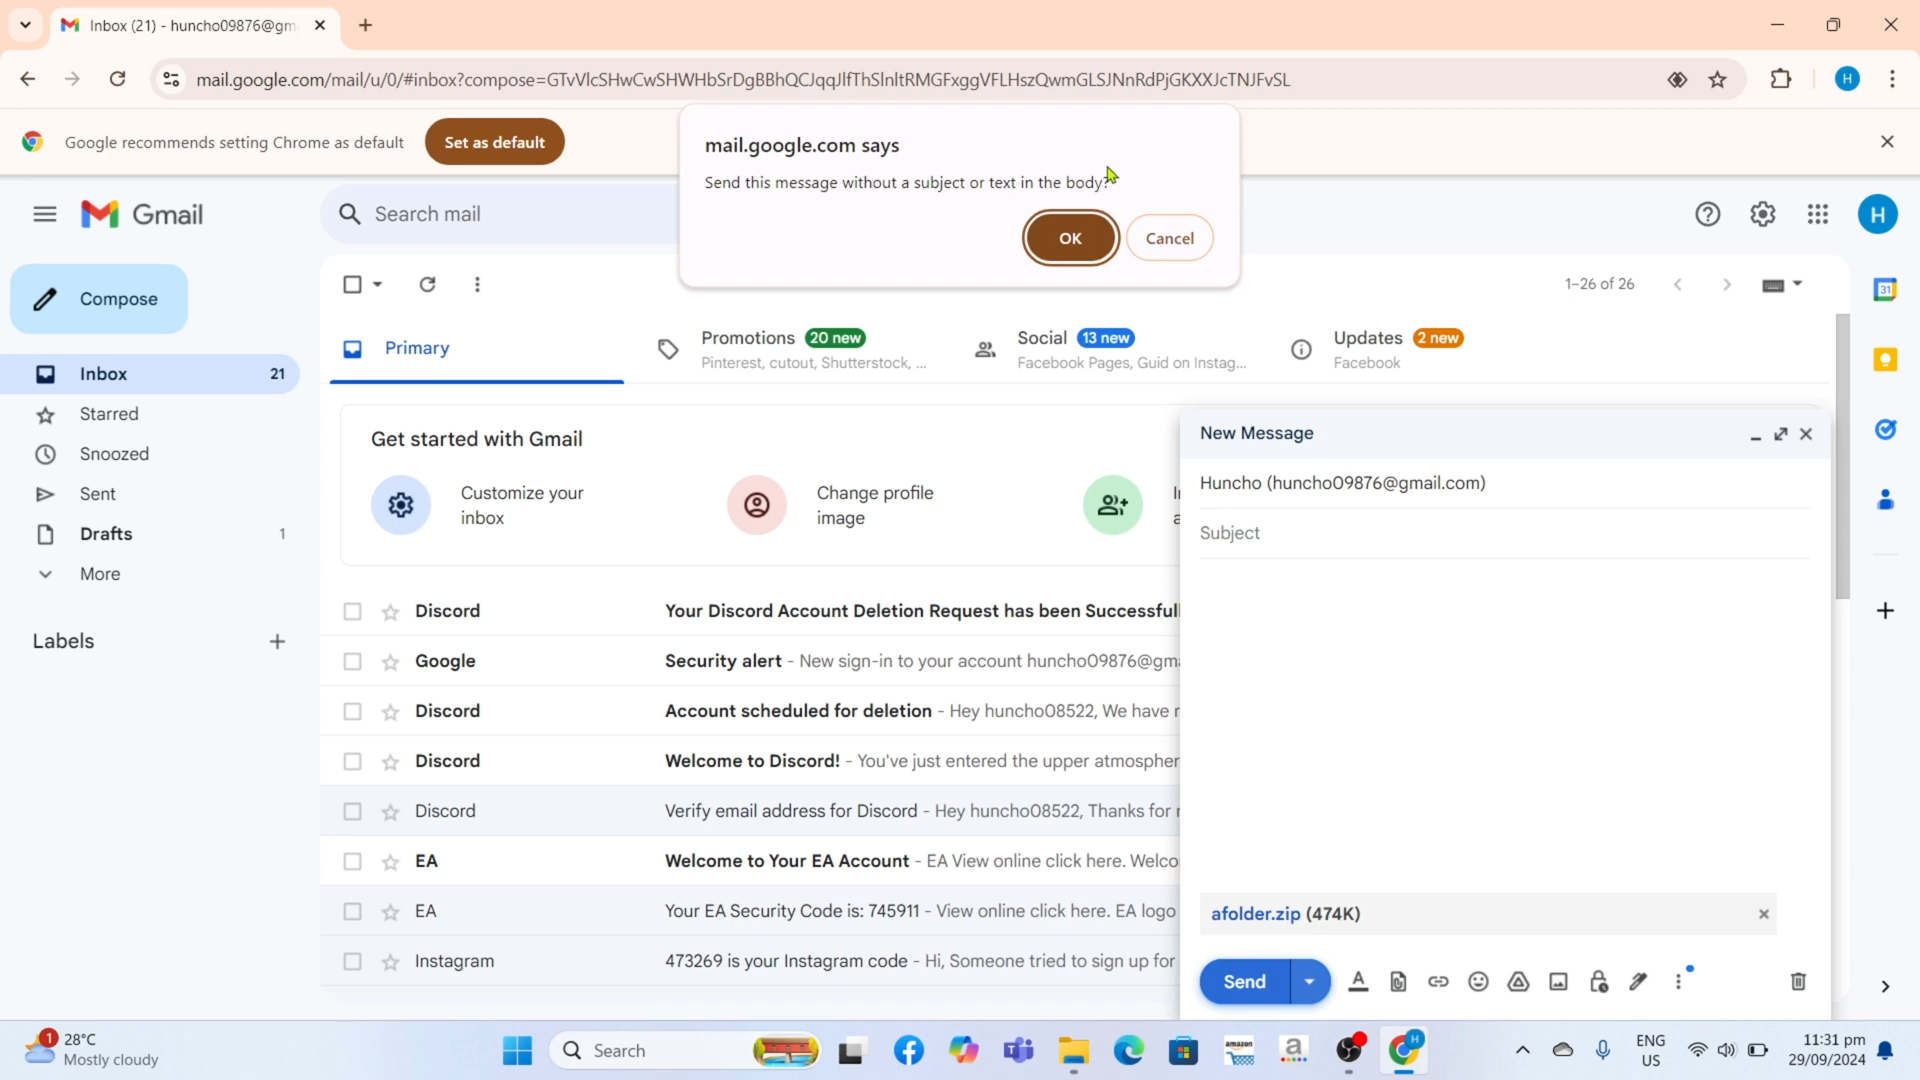 Inbox (21) - huncho09876@gm
mail.google.com/mail/u/0/#inbox?compose=GTvVlcSHwCwSHWHbSrDgBBhQCJqqJlfThSlnltRMGFxggVFLHszQwmGLSJNnRdPjGKXXJcTNJFvSL
H
Google recommends setting Chrome as default
Set as default
mail.google.com says
Send this message without a subject or text in the body?
OK
Cancel
Gmail
Search mail
H
Compose
1–26 of 26
31
Primary
Promotions 20 new
Pinterest, cutout, Shutterstock, ...
Social 13 new
Facebook Pages, Guid on Instag...
Updates 2 new
Facebook
Inbox 21
Starred
Snoozed
Sent
Drafts 1
More
Labels
Get started with Gmail
Customize your
inbox
Change profile
image
New Message
Huncho (huncho09876@gmail.com)
Subject
Discord Your Discord Account Deletion Request has been Successful
Google Security alert - New sign-in to your account huncho09876@gm
Discord Account scheduled for deletion - Hey huncho08522, We have r
Discord Welcome to Discord! - You've just entered the upper atmospher
Discord Verify email address for Discord - Hey huncho08522, Thanks for r
EA Welcome to Your EA Account - EA View online click here. Welco
EA Your EA Security Code is: 745911 - View online click here. EA logo
Instagram 473269 is your Instagram code - Hi, Someone tried to sign up for
afolder.zip (474K)
Send
1
28°C
Mostly cloudy
Search
amazon
a
H
ENG
US
11:31 pm
29/09/2024